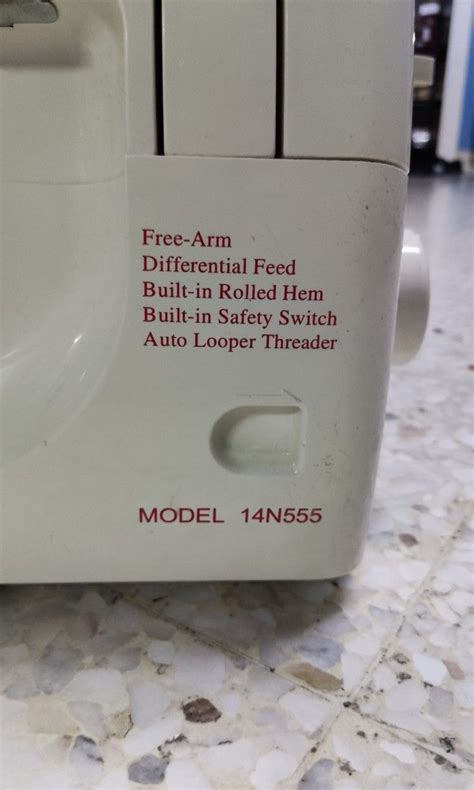 Free-Arm
Differential Feed
Built-in Rolled Hem
Built-in Safety Switch
Auto Looper Threader
MODEL 14N555